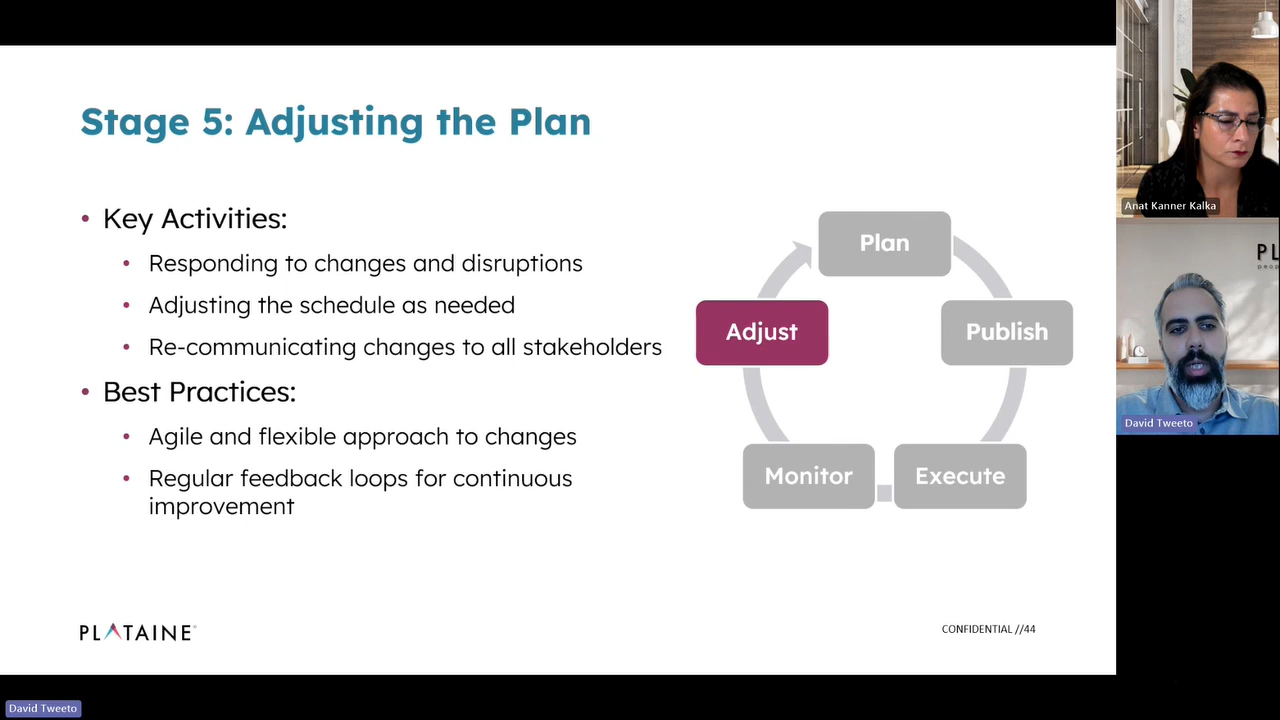 Stage 5: Adjusting the Plan
• Key Activities:
• Responding to changes and disruptions
• Adjusting the schedule as needed
• Re-communicating changes to all stakeholders
• Best Practices:
• Agile and flexible approach to changes
• Regular feedback loops for continuous
improvement
Plan
Adjust
Publish
Monitor
Execute
PLATAINE
CONFIDENTIAL //44
Anat Kanner Kalka
PL
David Tweeto
David Tweeto